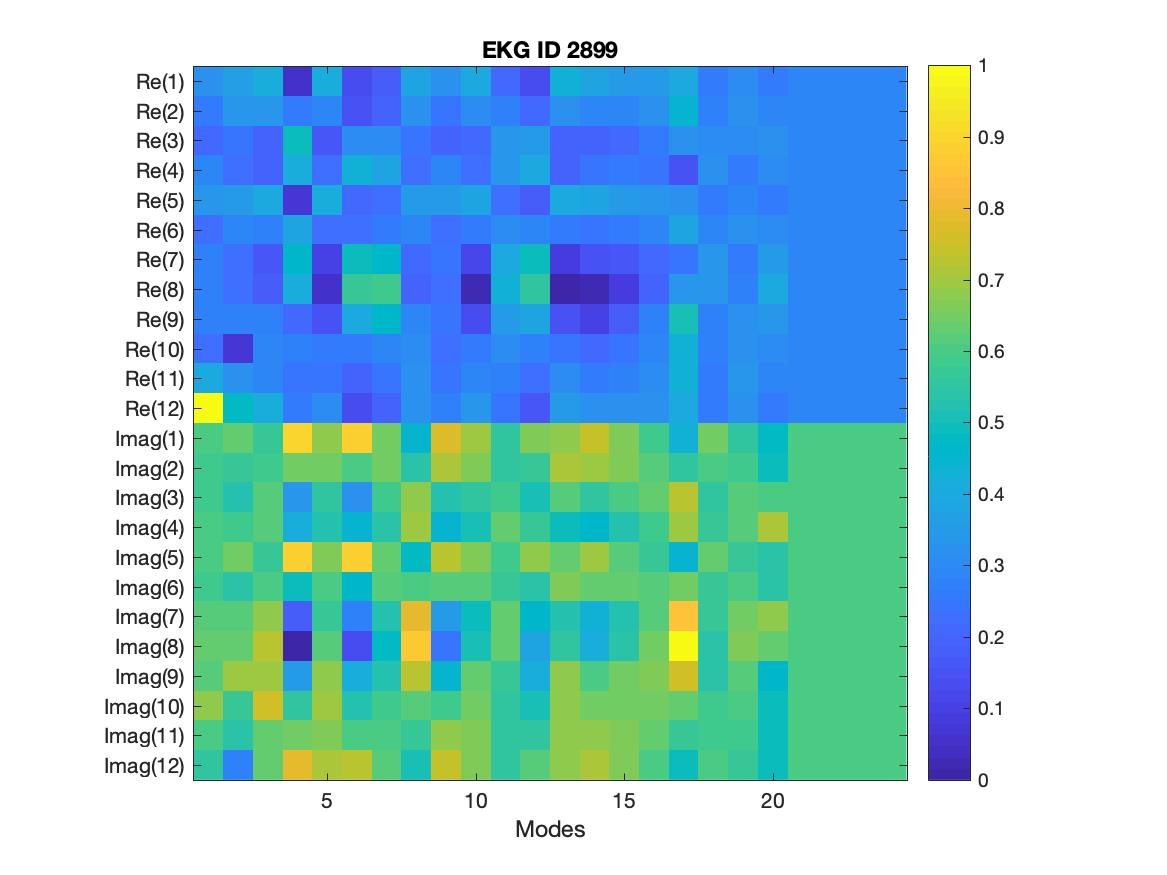 EKG ID 2899
Re(1)
Re(2)
Re(3)
Re(4)
Re(5)
Re(6)
Re(7)
Re(8)
Re(9)
Re(10)
Re(11)
Re(12)
Imag(1)
Imag(2)
Imag(3)
Imag(4)
Imag(5)
Imag(6)
Imag(7)
Imag(8)
Imag(9)
Imag(10)
Imag(11)
Imag(12)
5 10 15 20
Modes
1
0.9
0.8
0.7
0.6
0.5
0.4
0.3
0.2
0.1
0